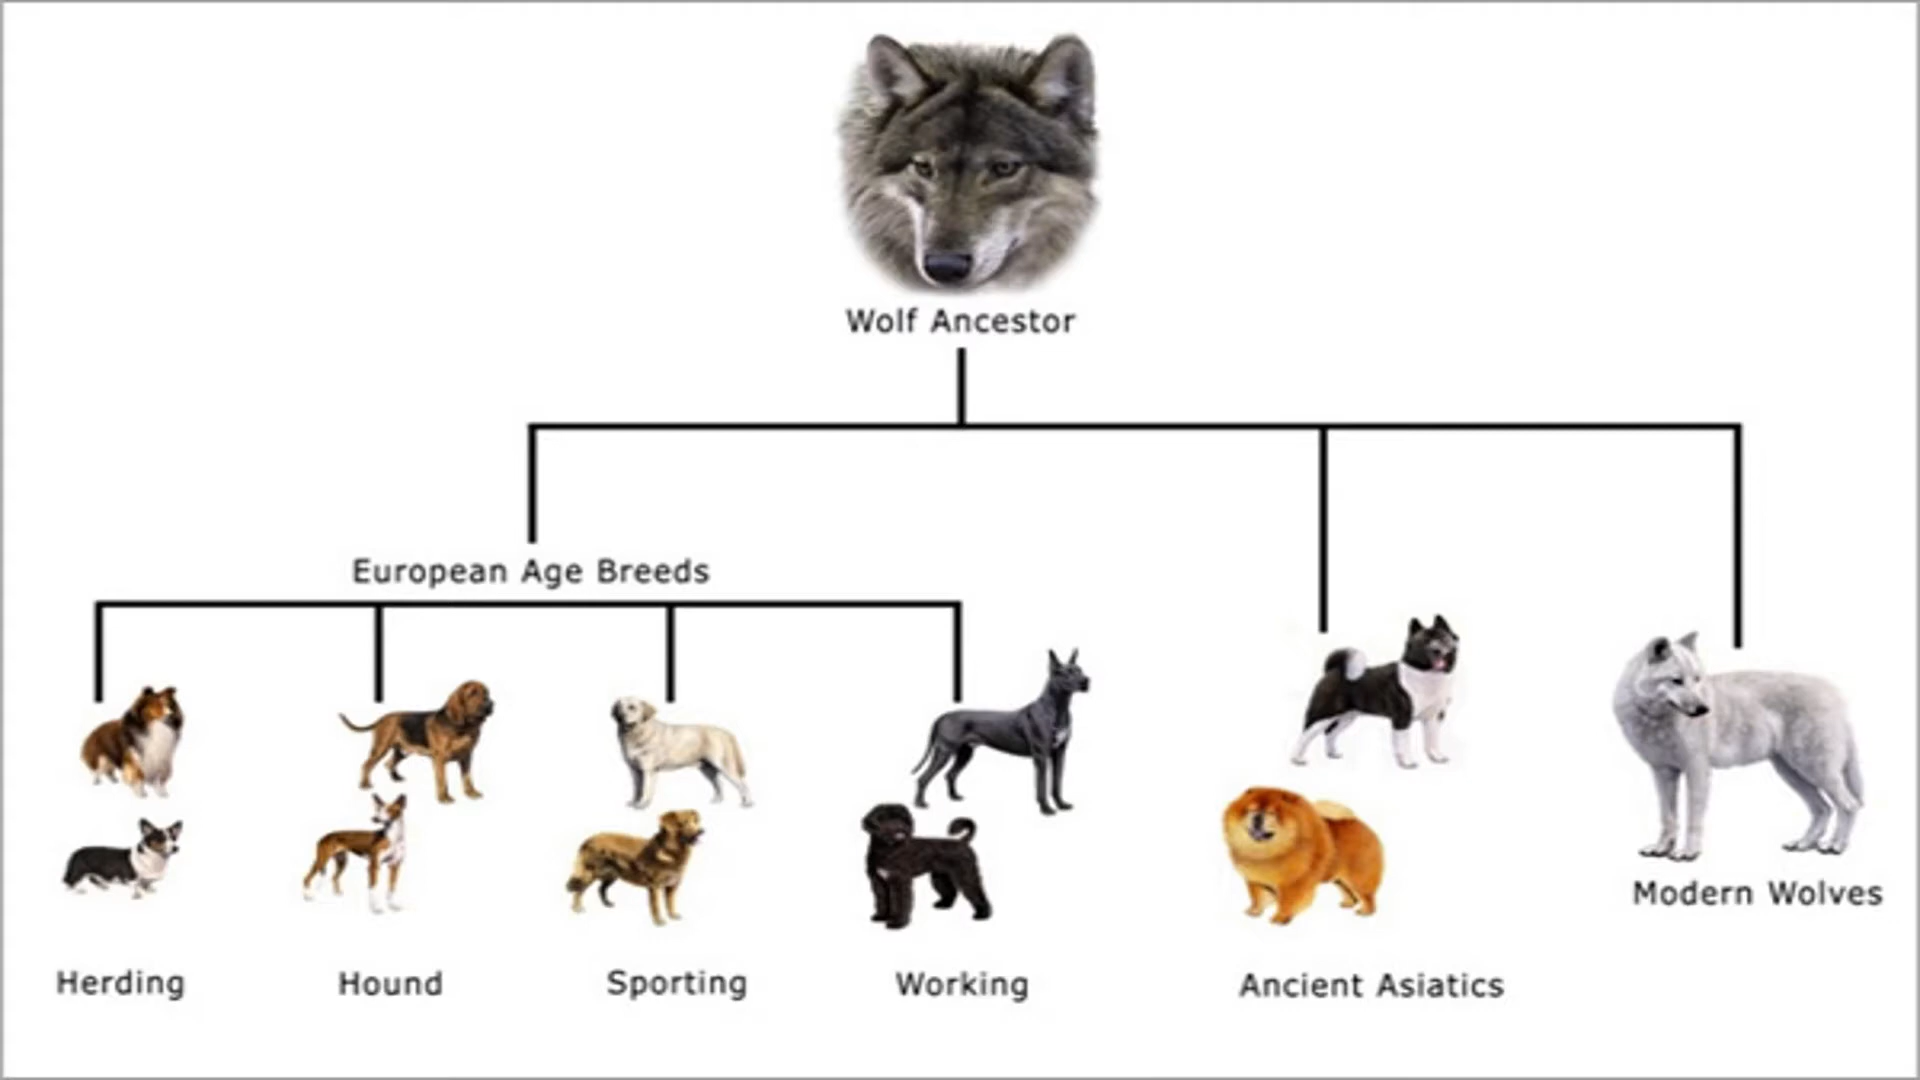 Wolf Ancestor
European Age Breeds
Modern Wolves
Herding
Hound
Sporting
Working
Ancient Asiatics